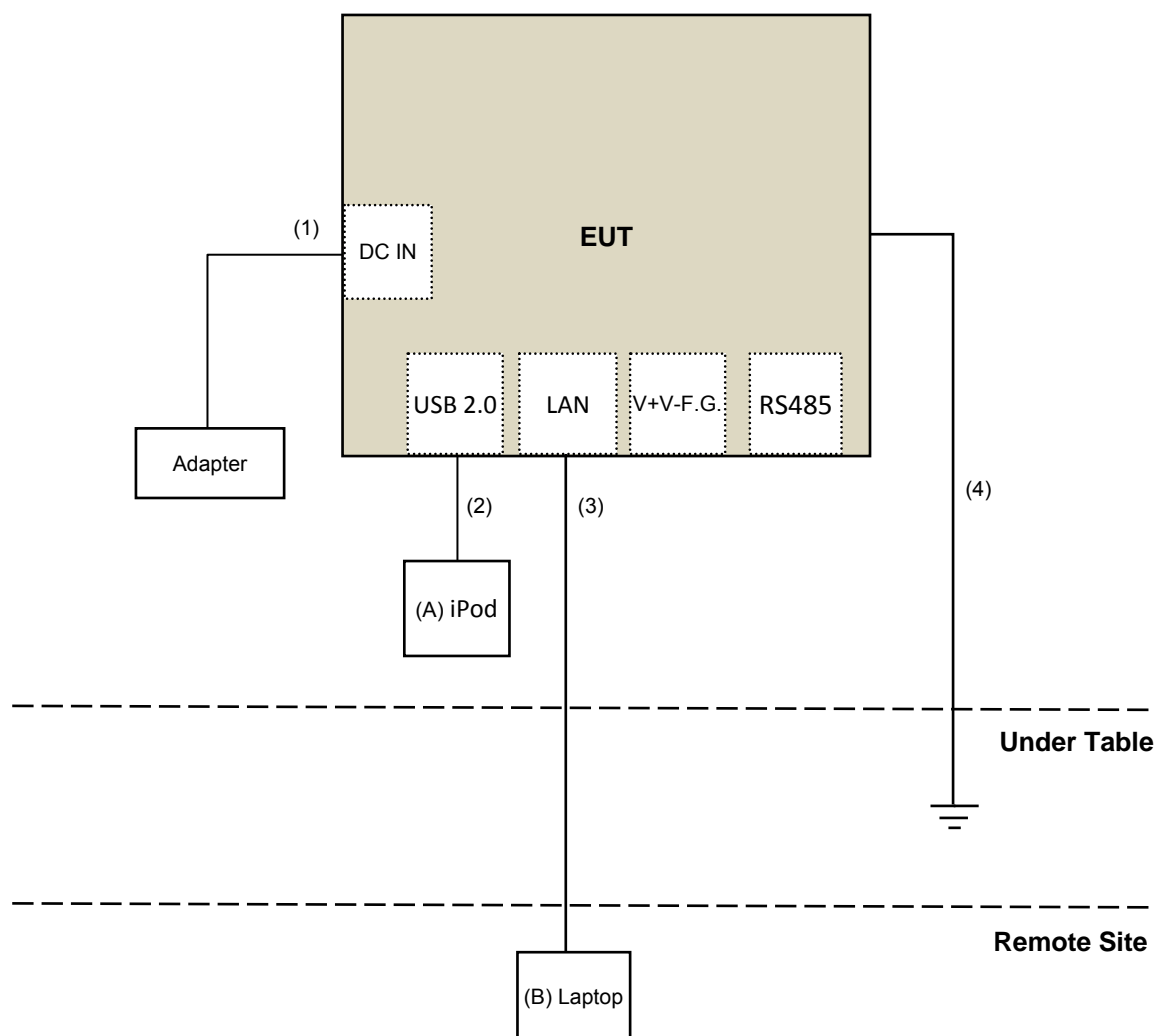 (1)
DC IN
EUT
USB 2.0
LAN
V+V-F.G.
RS485
Adapter
(2)
(3)
(4)
(A) iPod
Under Table
Remote Site
(B) Laptop